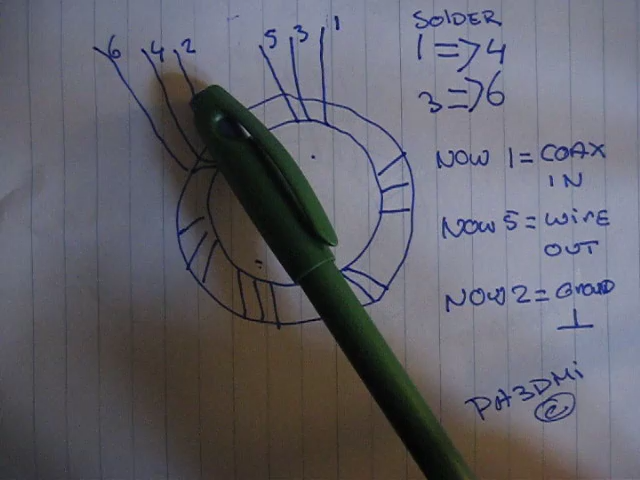 6 4 2 5 3 1
SOLDER
1 => 4
3 => 6
NOW 1 = COAX
IN
NOW 5 = WIRE
OUT
NOW 2 = GROND
PA3DMi
©